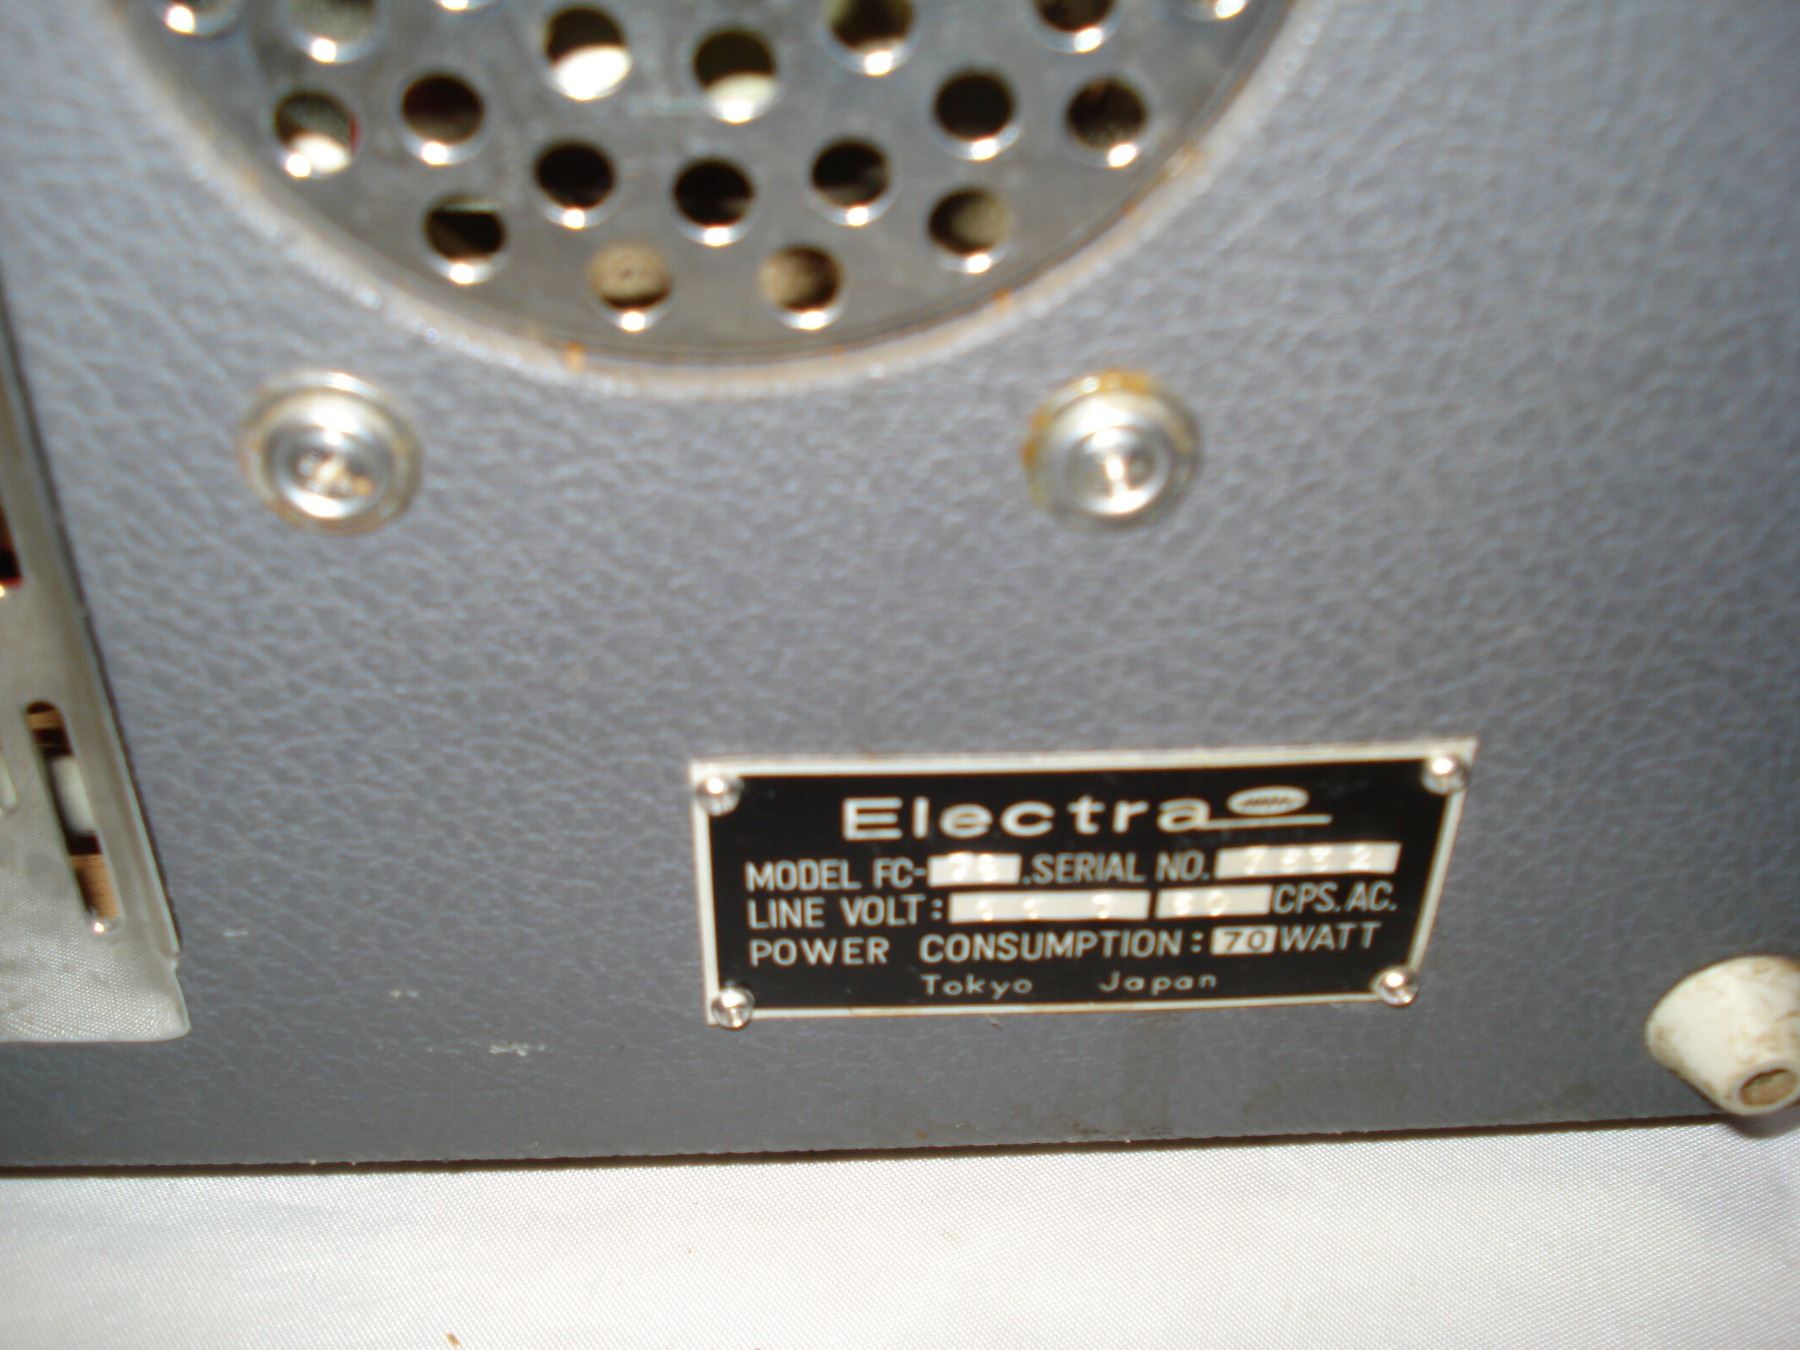 Electra
MODEL FC- .SERIAL NO.
LINE VOLT: CPS. AC.
POWER CONSUMPTION: 70 WATT
Tokyo Japan